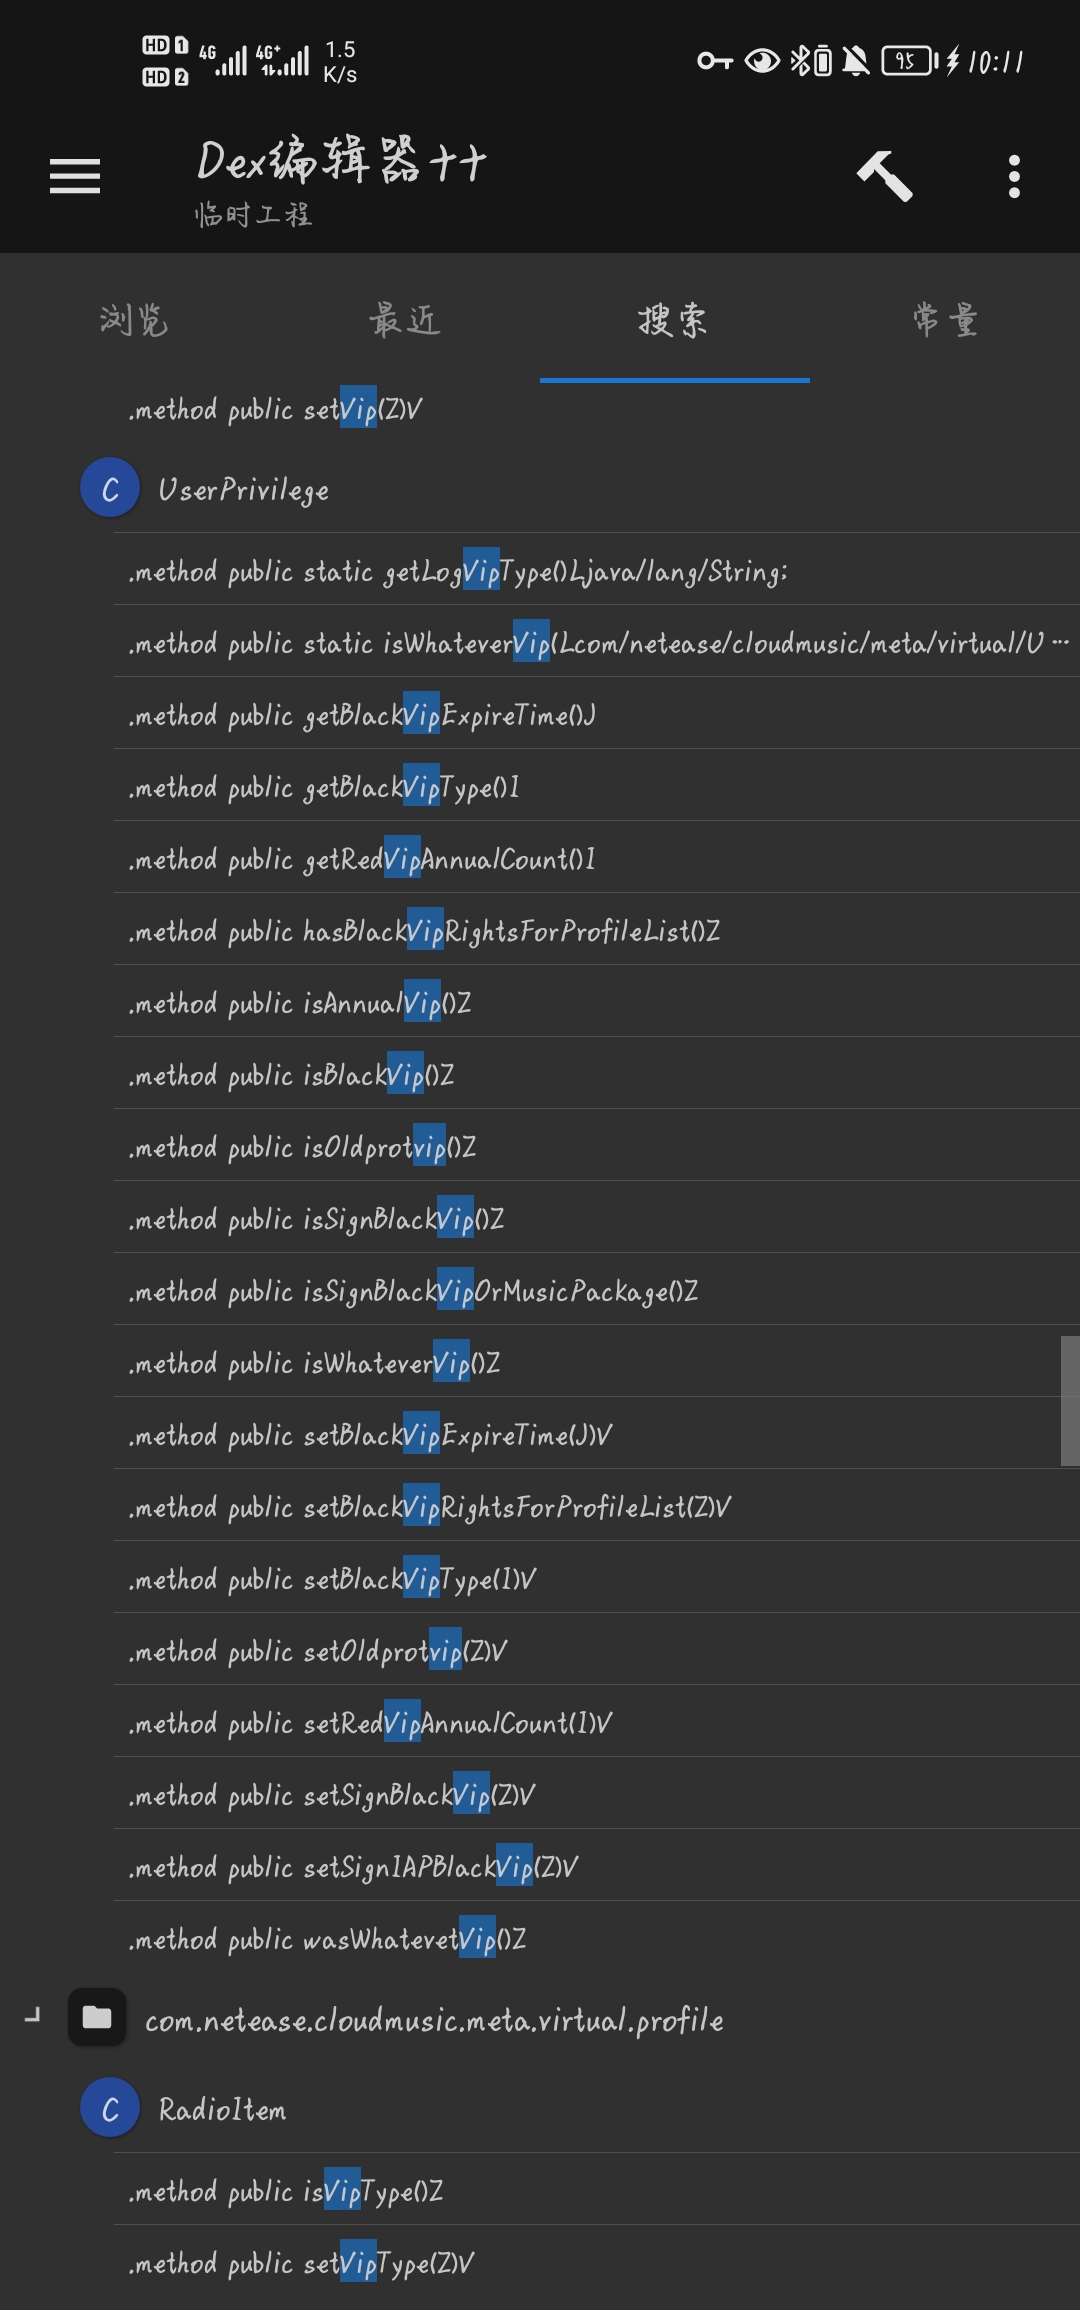 HD 1 4G 4G+ 1.5
HD 2 K/s
95 10:11
Dex编辑器++
临时工程
浏览 最近 搜索 常量
.method public setVip(Z)V
C UserPrivilege
.method public static getLogVipType()Ljava/lang/String;
.method public static isWhateverVip(Lcom/netease/cloudmusic/meta/virtual/U ...
.method public getBlackVipExpireTime()J
.method public getBlackVipType()I
.method public getRedVipAnnualCount()I
.method public hasBlackVipRightsForProfileList()Z
.method public isAnnualVip()Z
.method public isBlackVip()Z
.method public isOldprotvip()Z
.method public isSignBlackVip()Z
.method public isSignBlackVipOrMusicPackage()Z
.method public isWhateverVip()Z
.method public setBlackVipExpireTime(J)V
.method public setBlackVipRightsForProfileList(Z)V
.method public setBlackVipType(I)V
.method public setOldprotvip(Z)V
.method public setRedVipAnnualCount(I)V
.method public setSignBlackVip(Z)V
.method public setSignIAPBlackVip(Z)V
.method public wasWhatevetVip()Z
com.netease.cloudmusic.meta.virtual.profile
C RadioItem
.method public isVipType()Z
.method public setVipType(Z)V